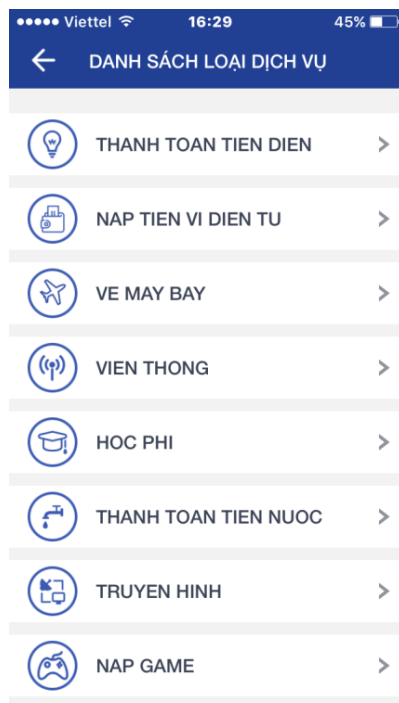 Viettel 16:29 45%
DANH SÁCH LOẠI DỊCH VỤ
THANH TOAN TIEN DIEN
NAP TIEN VI DIEN TU
VE MAY BAY
VIEN THONG
HOC PHI
THANH TOAN TIEN NUOC
TRUYEN HINH
NAP GAME